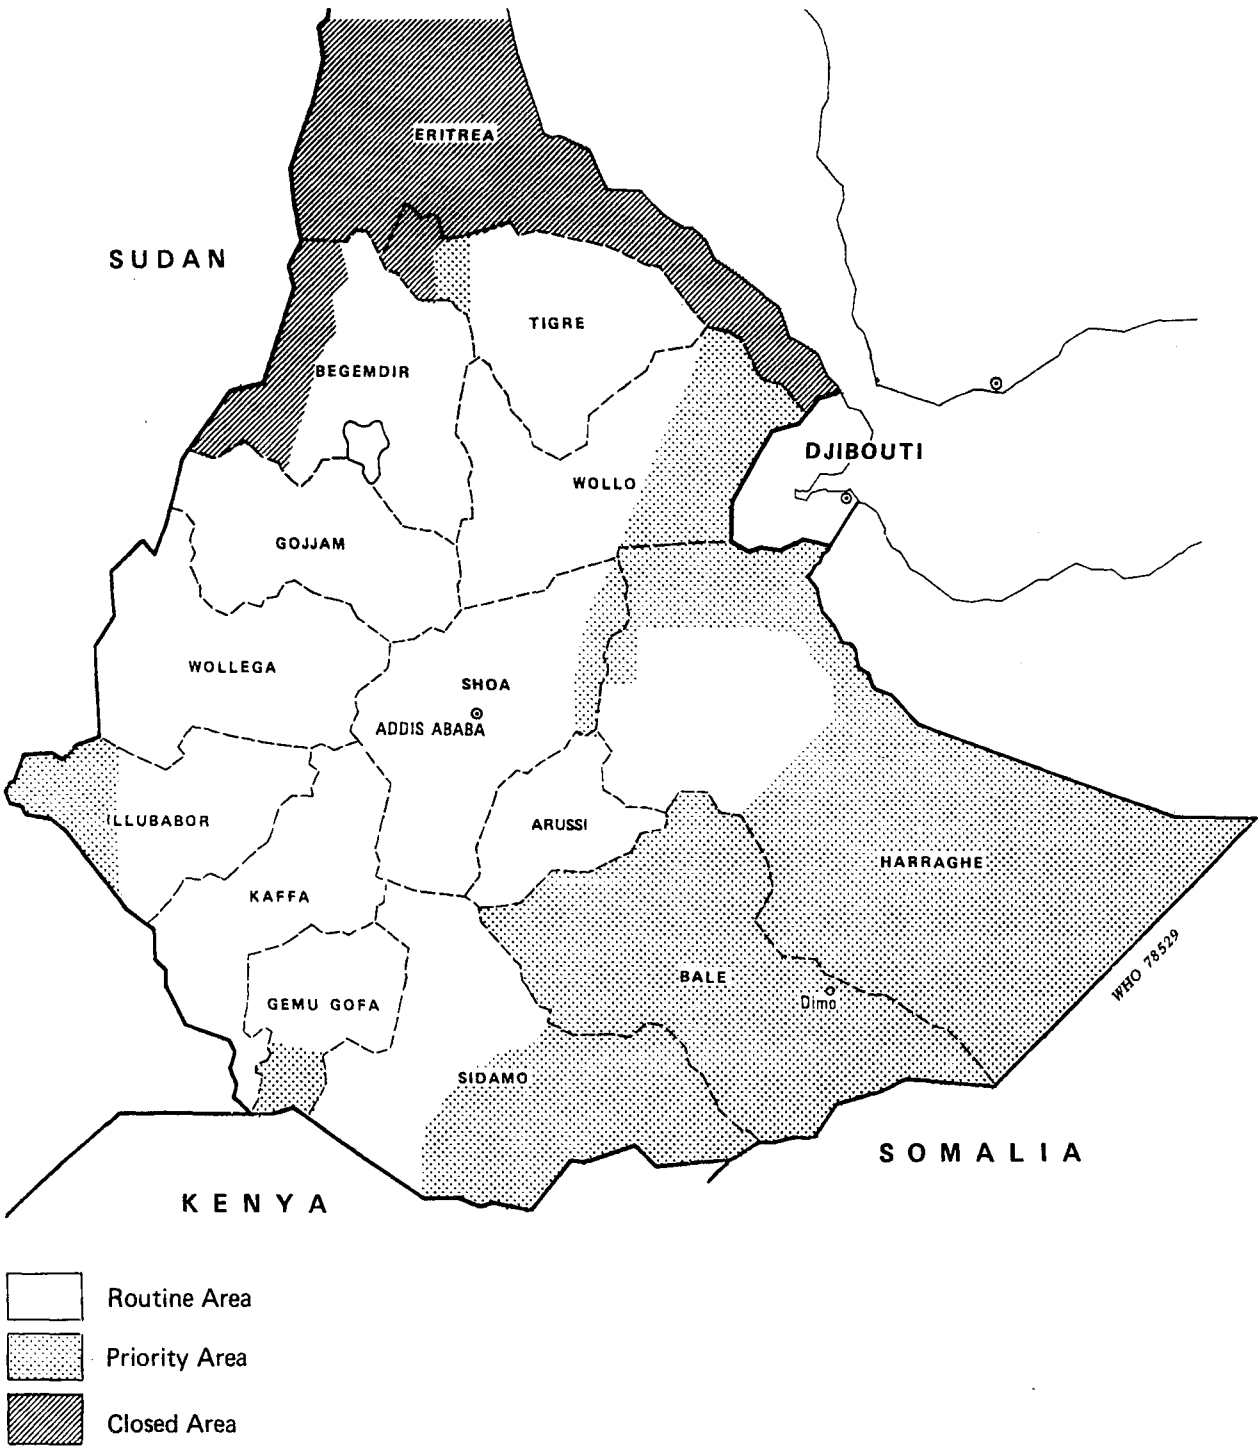 ERITREA
SUDAN
TIGRE
BEGEMDIR
DJIBOUTI
WOLLO
GOJJAM
WOLLEGA
SHOA
ADDIS ABABA
ILLUBABOR
ARUSSI
HARRAGHE
KAFFA
BALE
Dimo
GEMU GOFA
WHO 78529
SIDAMO
SOMALIA
KENYA
Routine Area
Priority Area
Closed Area